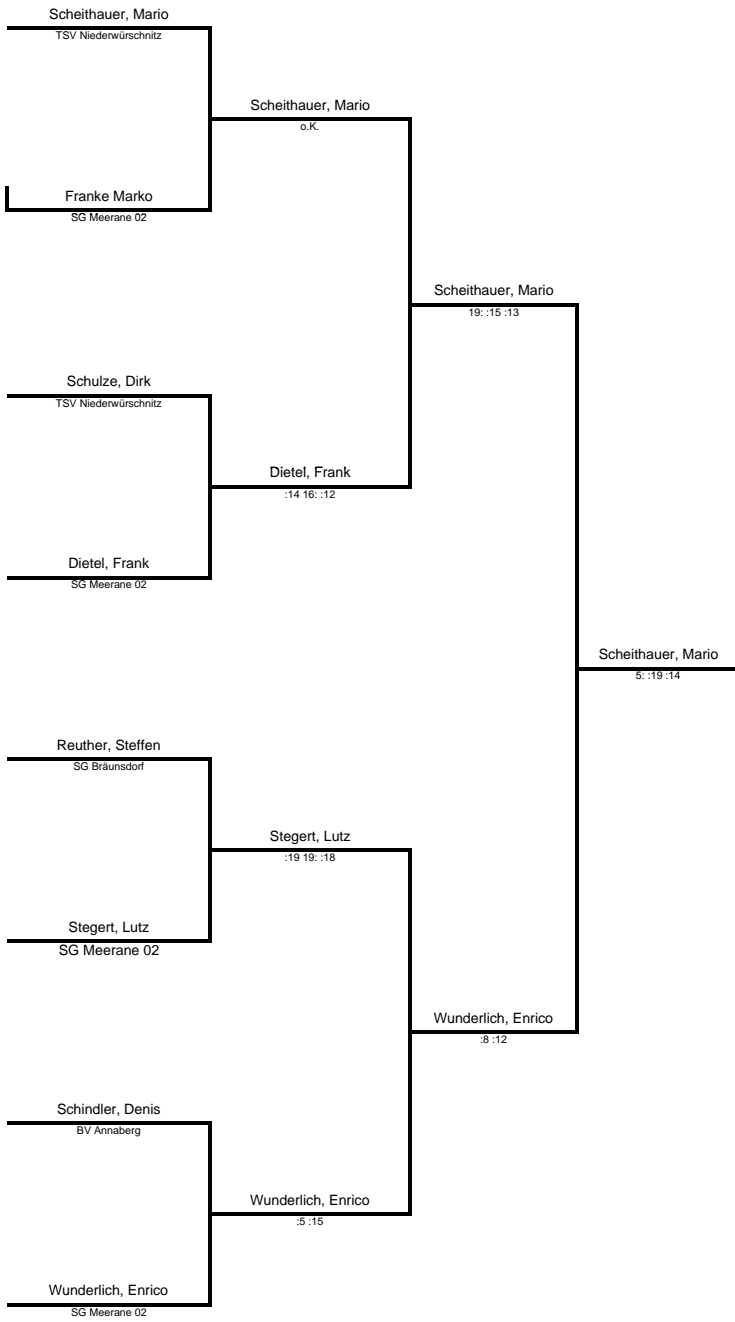 Scheithauer, Mario
TSV Niederwürschnitz
Scheithauer, Mario
o.K.
Franke Marko
SG Meerane 02
Scheithauer, Mario
19: :15 :13
Schulze, Dirk
TSV Niederwürschnitz
Dietel, Frank
:14 16: :12
Dietel, Frank
SG Meerane 02
Scheithauer, Mario
5: :19 :14
Reuther, Steffen
SG Bräunsdorf
Stegert, Lutz
:19 19: :18
Stegert, Lutz
SG Meerane 02
Wunderlich, Enrico
:8 :12
Schindler, Denis
BV Annaberg
Wunderlich, Enrico
:5 :15
Wunderlich, Enrico
SG Meerane 02